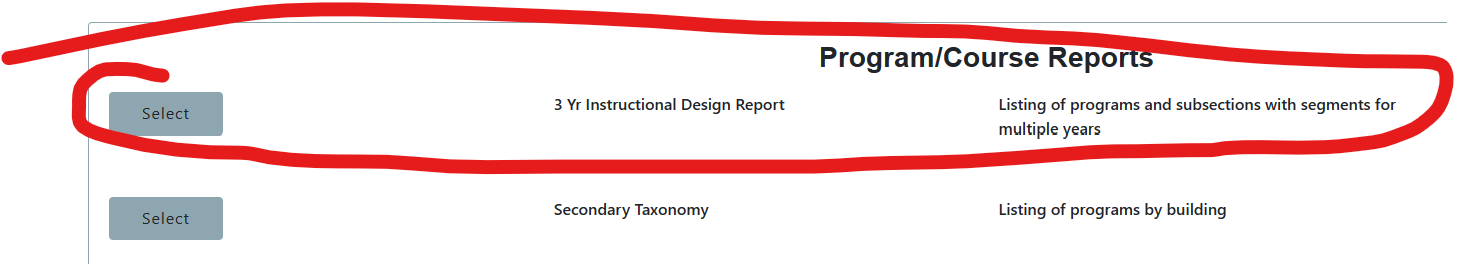 Program/Course Reports
Select
3 Yr Instructional Design Report
Listing of programs and subsections with segments for
multiple years
Select
Secondary Taxonomy
Listing of programs by building